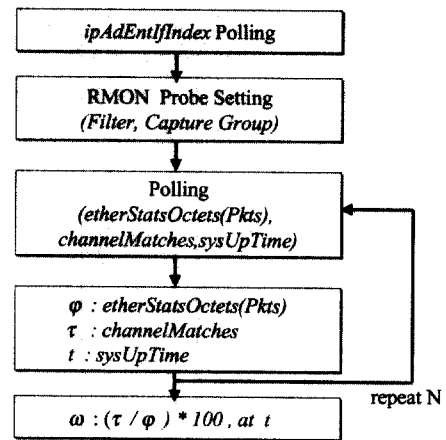 ipAdEntIfIndex Polling
RMON Probe Setting
(Filter, Capture Group)
Polling
(etherStatsOctets(Pkts),
channelMatches,sysUpTime)
φ : etherStatsOctets(Pkts)
τ : channelMatches
t : sysUpTime
repeat N
ω : (τ / φ) * 100, at t